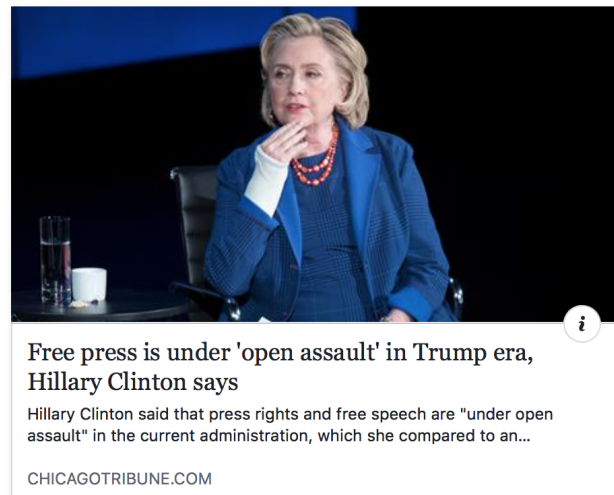 i
Free press is under 'open assault' in Trump era,
Hillary Clinton says
Hillary Clinton said that press rights and free speech are "under open
assault" in the current administration, which she compared to an...
CHICAGOTRIBUNE.COM